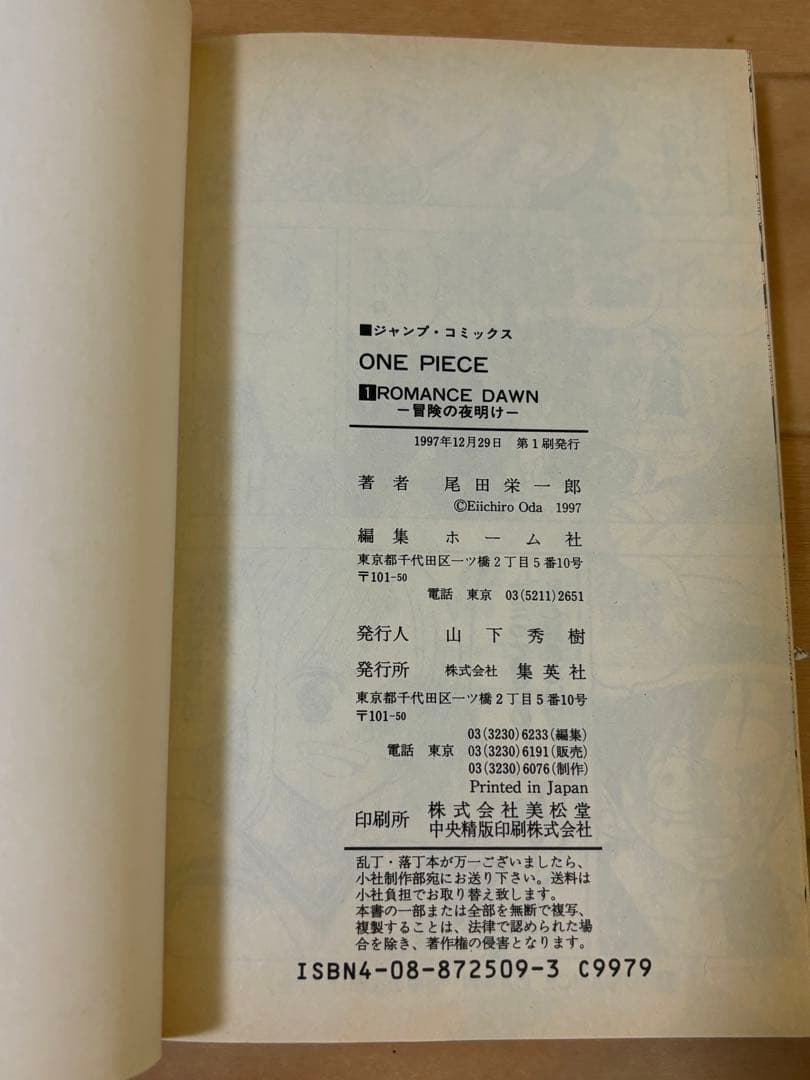 ■ジャンプ・コミックス
ONE PIECE
1 ROMANCE DAWN
―冒険の夜明け―
1997年12月29日 第1刷発行
著者 尾田栄一郎
©Eiichiro Oda 1997
編集 ホーム社
東京都千代田区一ツ橋2丁目5番10号
〒101-50
電話 東京 03(5211)2651
発行人 山下秀樹
発行所 株式会社 集英社
東京都千代田区一ツ橋2丁目5番10号
〒101-50
03(3230)6233(編集)
電話 東京 03(3230)6191(販売)
03(3230)6076(制作)
Printed in Japan
印刷所 株式会社美松堂
中央精版印刷株式会社
乱丁・落丁本が万一ございましたら、
小社制作部宛にお送り下さい。送料は
小社負担でお取り替え致します。
本書の一部または全部を無断で複写、
複製することは、法律で認められた場
合を除き、著作権の侵害となります。
ISBN4-08-872509-3 C9979